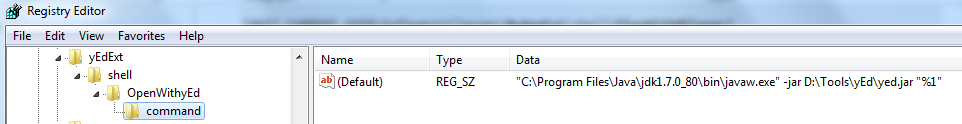 Registry Editor
File Edit View Favorites Help
yEdExt
shell
OpenWithyEd
command
Name Type Data
ab (Default) REG_SZ "C:\Program Files\Java\jdk1.7.0_80\bin\javaw.exe" -jar D:\Tools\yEd\yed.jar "%1"